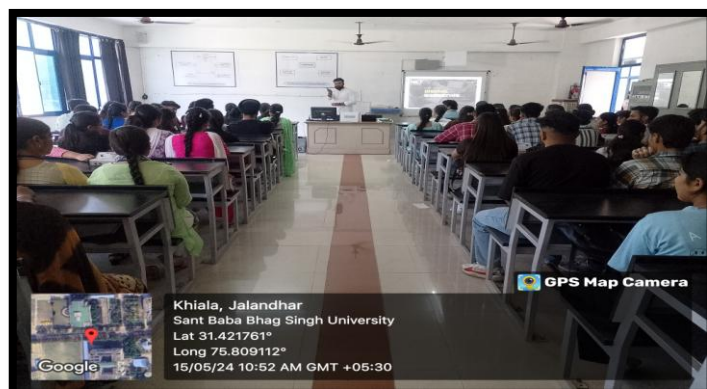 GPS Map Camera
Khiala, Jalandhar
Sant Baba Bhag Singh University
Lat 31.421761°
Long 75.809112°
15/05/24 10:52 AM GMT +05:30
Google